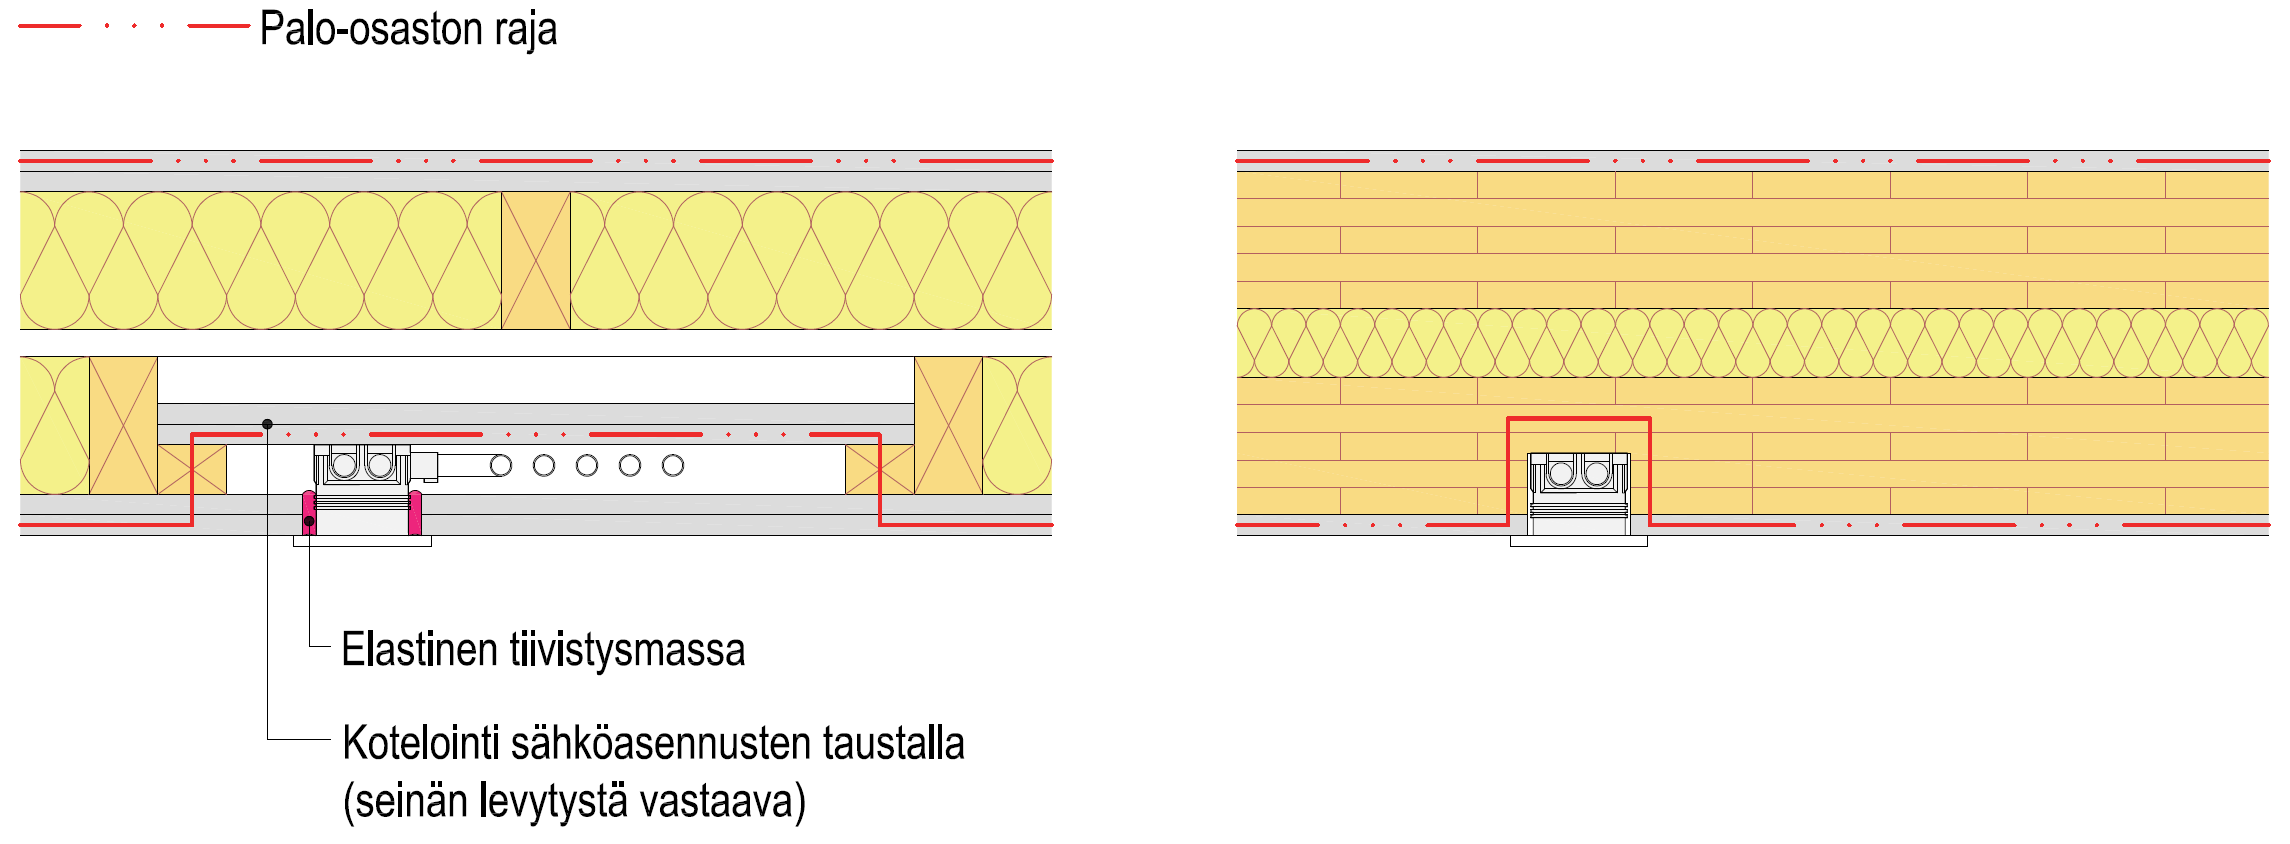 Palo-osaston raja
Elastinen tiivistysmassa
Kotelointi sähköasennusten taustalla
(seinän levytystä vastaava)